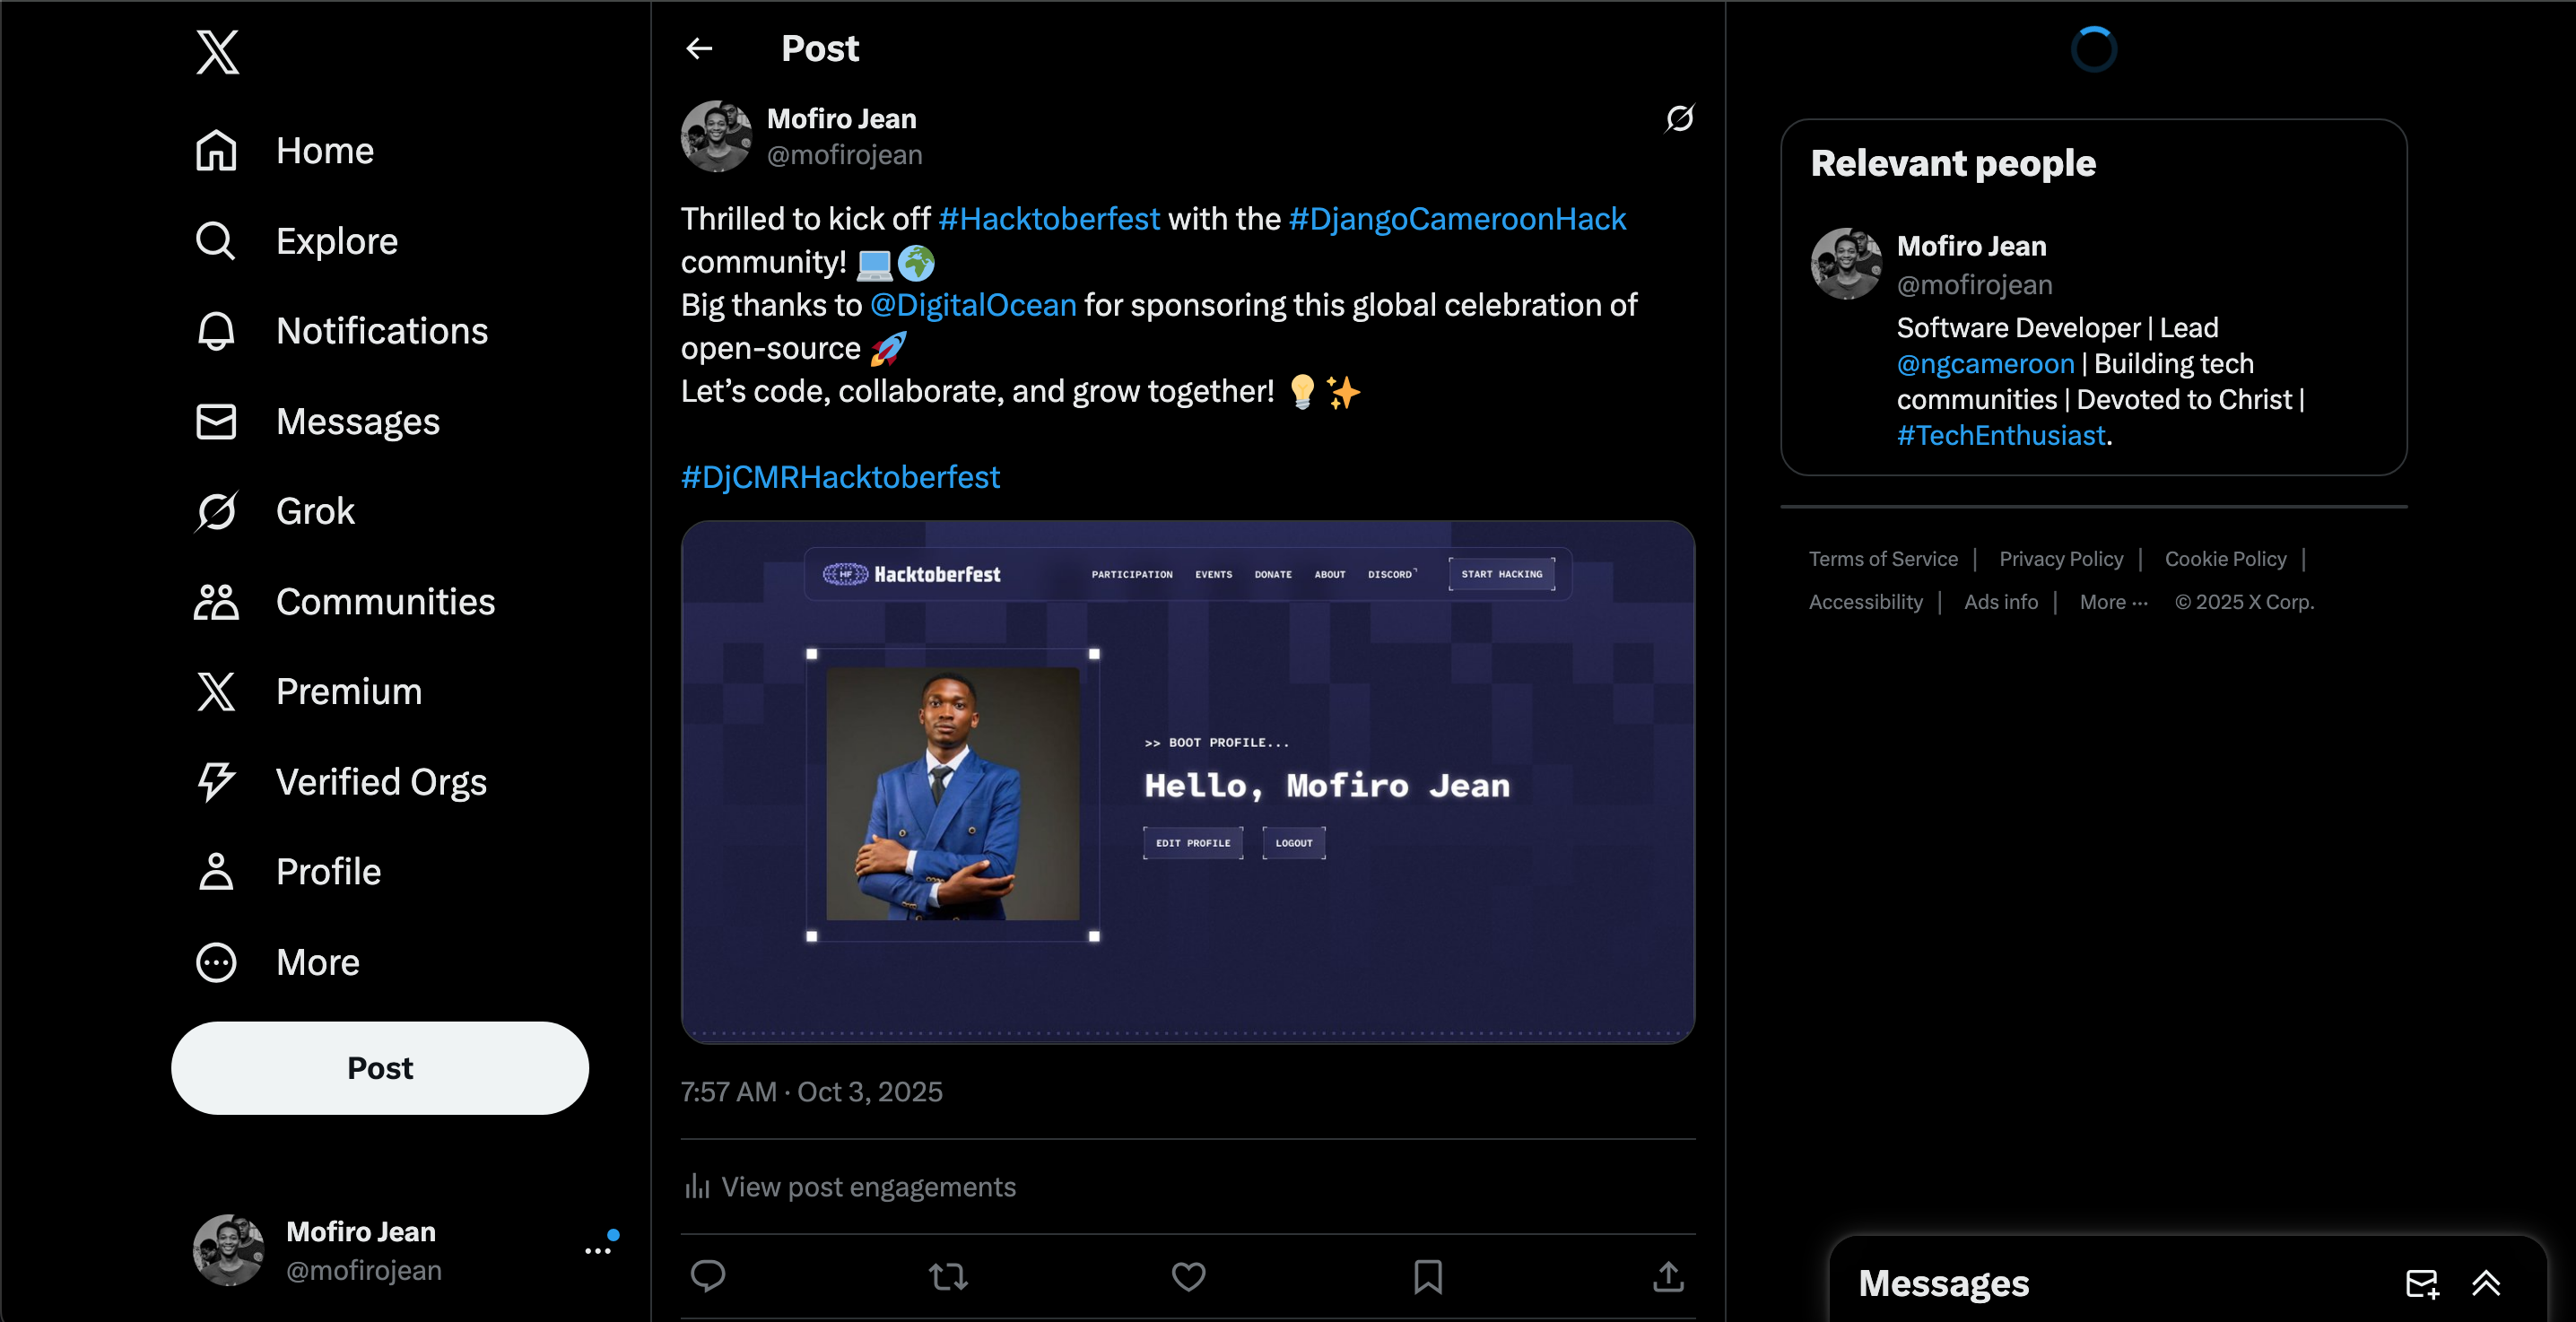 Home
Explore
Notifications
Messages
Grok
Communities
Premium
Verified Orgs
Profile
More
Post
Mofiro Jean
@mofirojean
Post
Mofiro Jean
@mofirojean
Thrilled to kick off #Hacktoberfest with the #DjangoCameroonHack
community! 💻🌍
Big thanks to @DigitalOcean for sponsoring this global celebration of
open-source 🚀
Let’s code, collaborate, and grow together! 💡✨
#DjCMRHacktoberfest
HF Hacktoberfest PARTICIPATION EVENTS DONATE ABOUT DISCORD START HACKING
>> BOOT PROFILE...
Hello, Mofiro Jean
EDIT PROFILE LOGOUT
7:57 AM · Oct 3, 2025
View post engagements
Relevant people
Mofiro Jean
@mofirojean
Software Developer | Lead
@ngcameroon | Building tech
communities | Devoted to Christ |
#TechEnthusiast.
Terms of Service | Privacy Policy | Cookie Policy |
Accessibility | Ads info | More ··· © 2025 X Corp.
Messages